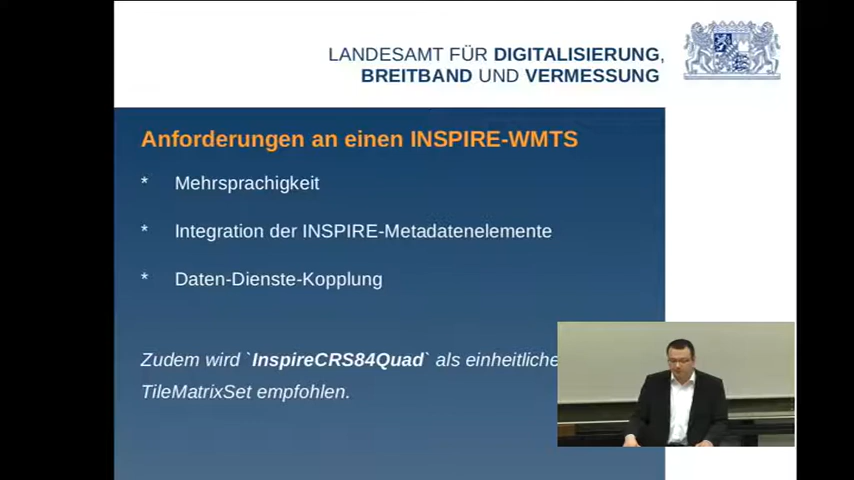 LANDESAMT FÜR DIGITALISIERUNG,
BREITBAND UND VERMESSUNG
Anforderungen an einen INSPIRE-WMTS
* Mehrsprachigkeit
* Integration der INSPIRE-Metadatenelemente
* Daten-Dienste-Kopplung
Zudem wird `InspireCRS84Quad` als einheitliche
TileMatrixSet empfohlen.